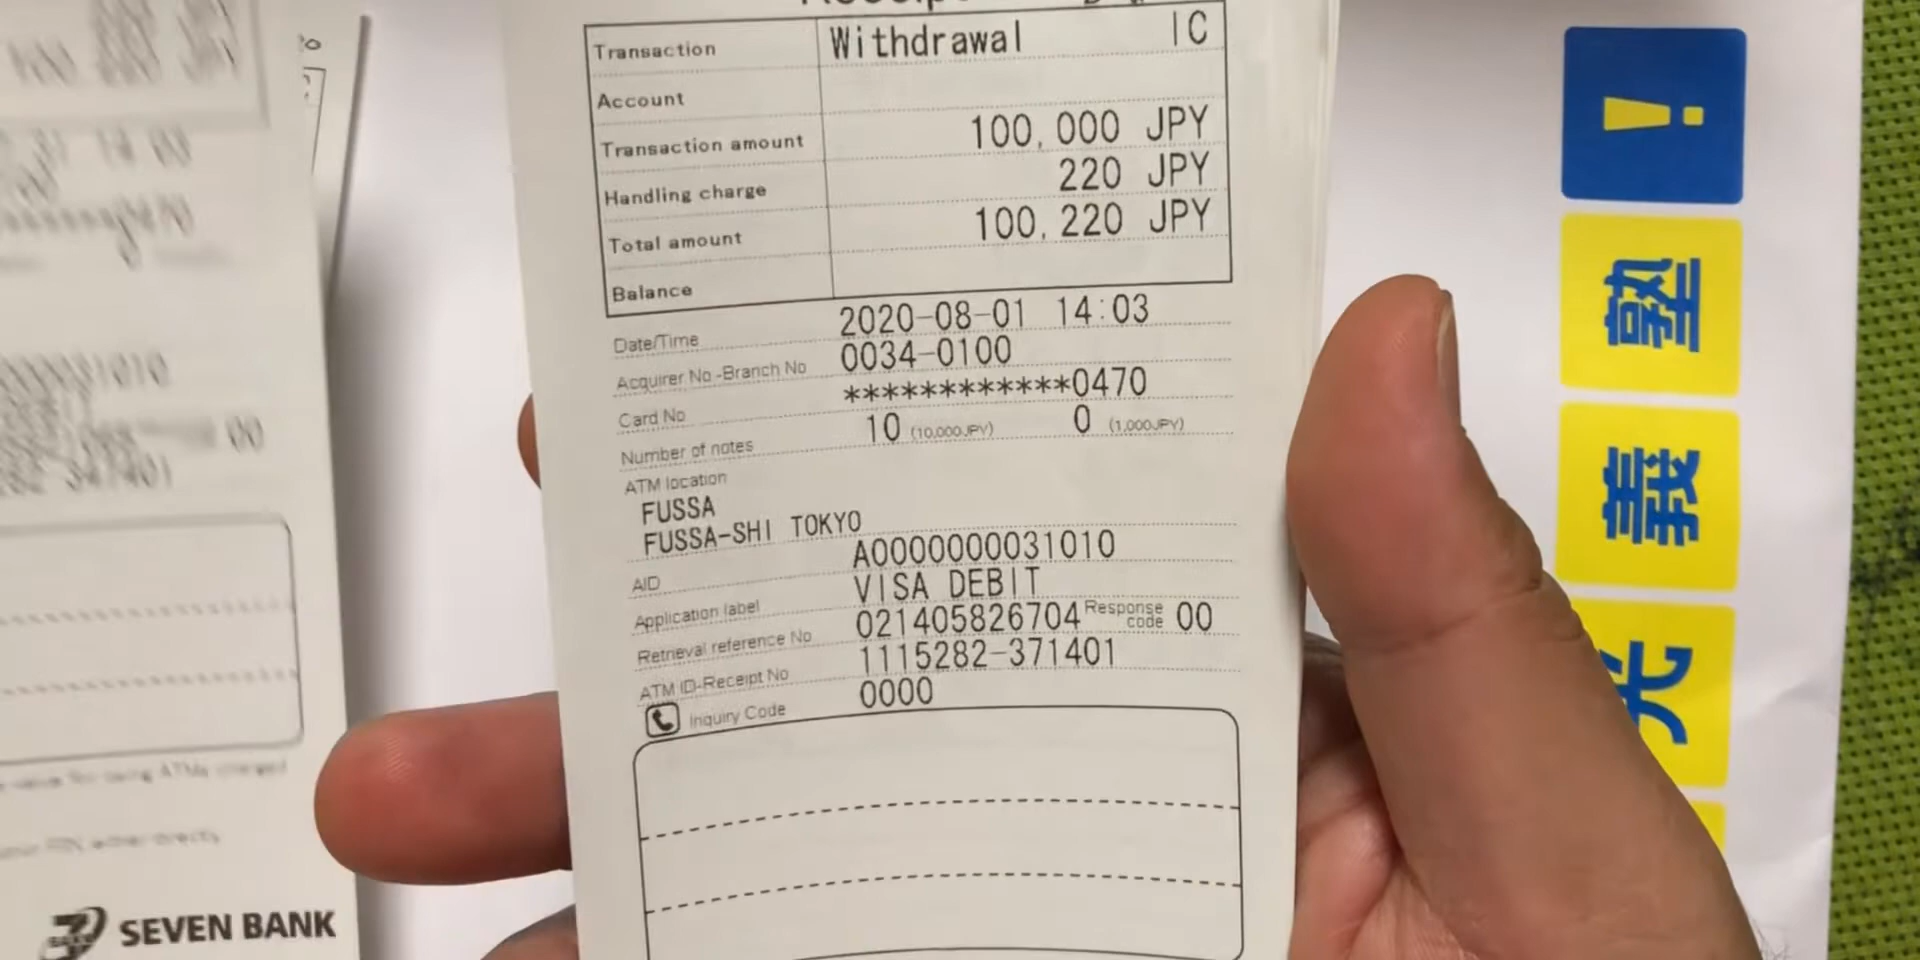 Transaction Withdrawal IC
Account
Transaction amount 100,000 JPY
Handling charge 220 JPY
Total amount 100,220 JPY
Balance
Date/Time 2020-08-01 14:03
Acquirer No -Branch No 0034-0100
Card No ************0470
Number of notes 10 (10,000JPY) 0 (1,000JPY)
ATM location
FUSSA
FUSSA-SHI TOKYO
AID A0000000031010
Application label VISA DEBIT
Retrieval reference No 021405826704 Response code 00
ATM ID-Receipt No 1115282-371401
Inquiry Code 0000
SEVEN BANK
!
塾
義
光